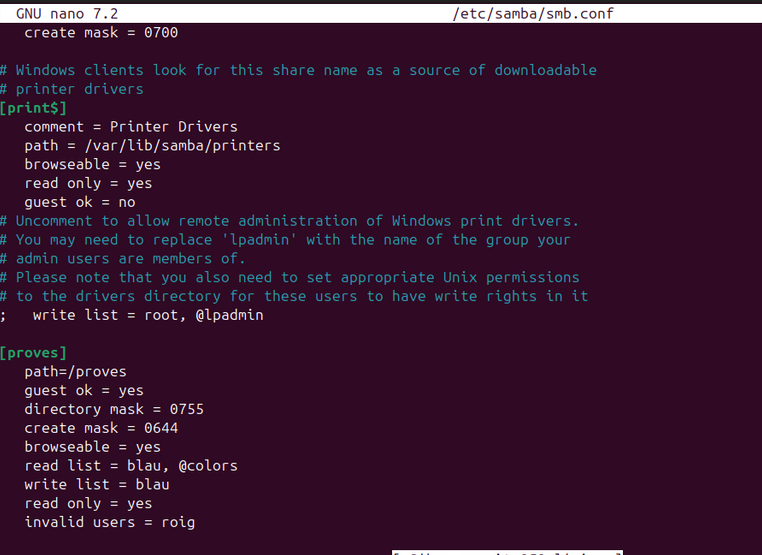 GNU nano 7.2 /etc/samba/smb.conf
create mask = 0700
# Windows clients look for this share name as a source of downloadable
# printer drivers
[print$]
comment = Printer Drivers
path = /var/lib/samba/printers
browseable = yes
read only = yes
guest ok = no
# Uncomment to allow remote administration of Windows print drivers.
# You may need to replace 'lpadmin' with the name of the group your
# admin users are members of.
# Please note that you also need to set appropriate Unix permissions
# to the drivers directory for these users to have write rights in it
;   write list = root, @lpadmin
[proves]
path=/proves
guest ok = yes
directory mask = 0755
create mask = 0644
browseable = yes
read list = blau, @colors
write list = blau
read only = yes
invalid users = roig